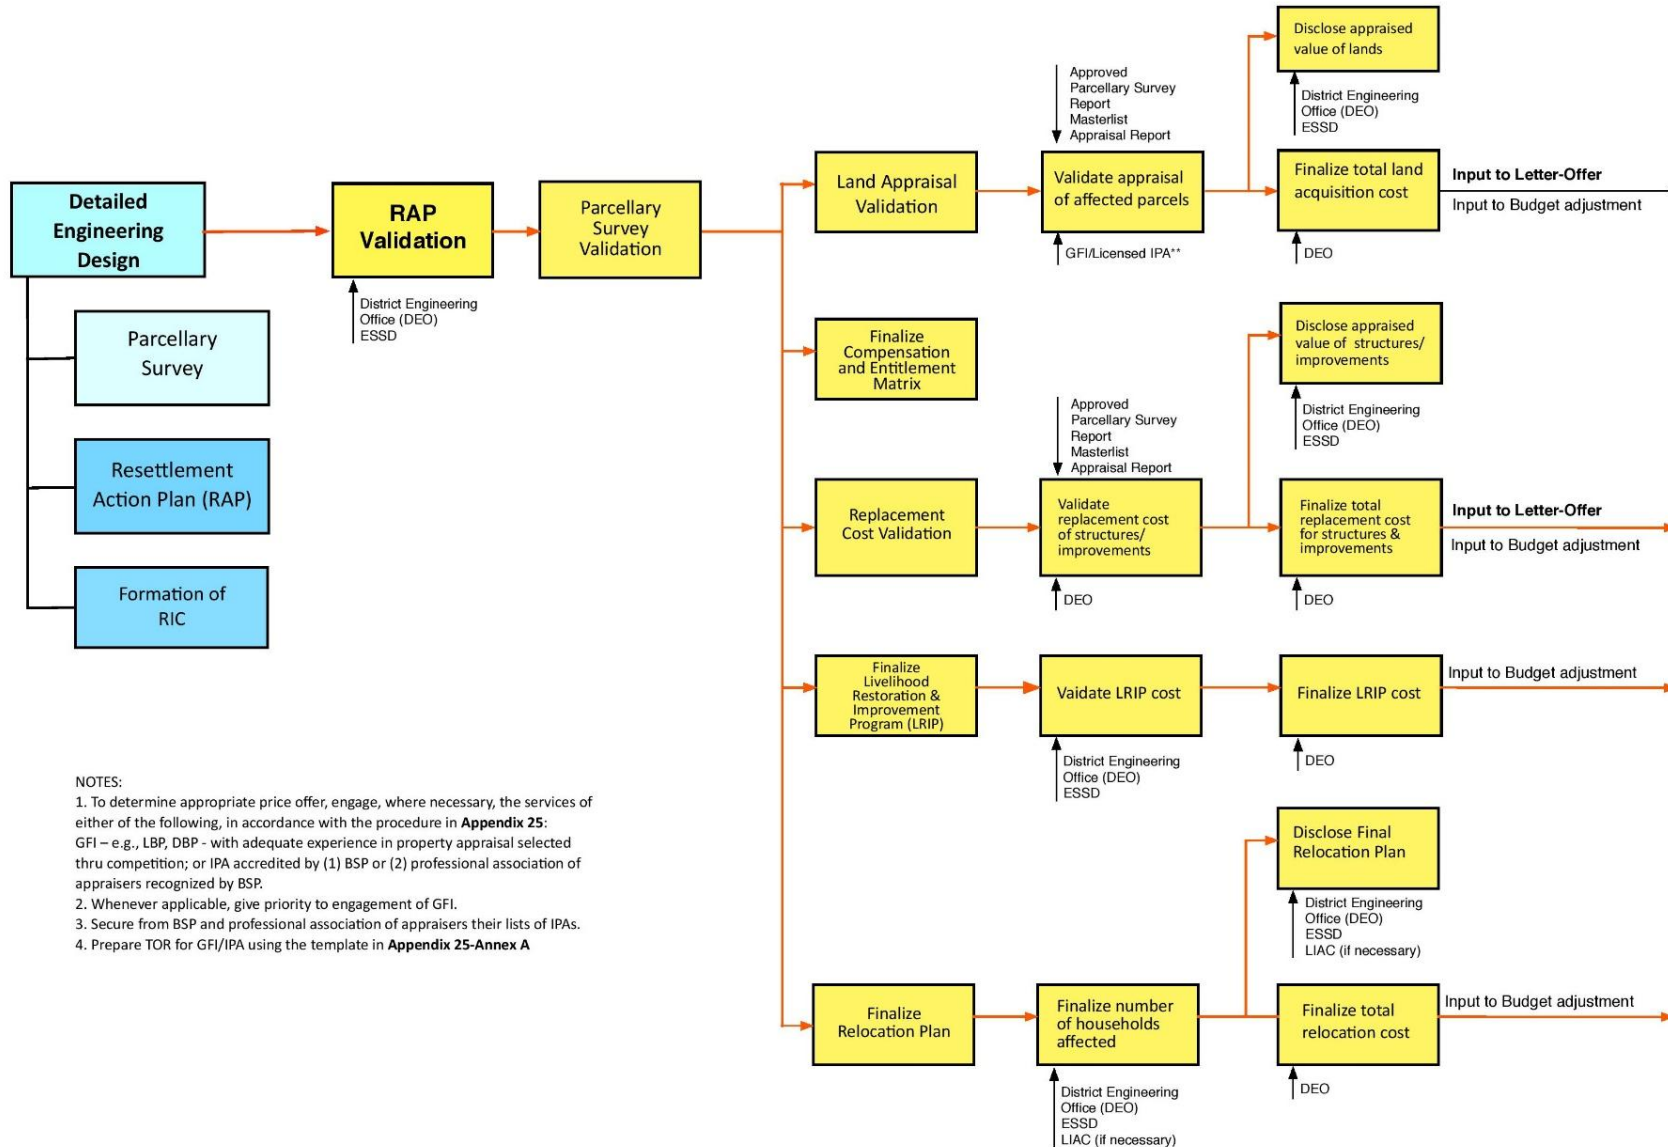 Detailed
Engineering
Design
Parcellary
Survey
Resettlement
Action Plan (RAP)
Formation of
RIC
RAP
Validation
District Engineering
Office (DEO)
ESSD
Parcellary
Survey
Validation
Land Appraisal
Validation
Approved
Parcellary Survey
Report
Masterlist
Appraisal Report
Validate appraisal
of affected parcels
GFI/Licensed IPA**
Disclose appraised
value of lands
District Engineering
Office (DEO)
ESSD
Finalize total land
acquisition cost
DEO
Input to Letter-Offer
Input to Budget adjustment
Finalize
Compensation
and Entitlement
Matrix
Replacement
Cost Validation
Approved
Parcellary Survey
Report
Masterlist
Appraisal Report
Validate
replacement cost
of structures/
improvements
DEO
Disclose appraised
value of structures/
improvements
District Engineering
Office (DEO)
ESSD
Finalize total
replacement cost
for structures &
improvements
DEO
Input to Letter-Offer
Input to Budget adjustment
Finalize
Livelihood
Restoration &
Improvement
Program (LRIP)
Vaidate LRIP cost
District Engineering
Office (DEO)
ESSD
Finalize LRIP cost
DEO
Input to Budget adjustment
Finalize
Relocation Plan
Finalize number
of households
affected
District Engineering
Office (DEO)
ESSD
LIAC (if necessary)
Disclose Final
Relocation Plan
District Engineering
Office (DEO)
ESSD
LIAC (if necessary)
Finalize total
relocation cost
DEO
Input to Budget adjustment
NOTES:
1. To determine appropriate price offer, engage, where necessary, the services of
either of the following, in accordance with the procedure in Appendix 25:
GFI – e.g., LBP, DBP - with adequate experience in property appraisal selected
thru competition; or IPA accredited by (1) BSP or (2) professional association of
appraisers recognized by BSP.
2. Whenever applicable, give priority to engagement of GFI.
3. Secure from BSP and professional association of appraisers their lists of IPAs.
4. Prepare TOR for GFI/IPA using the template in Appendix 25-Annex A